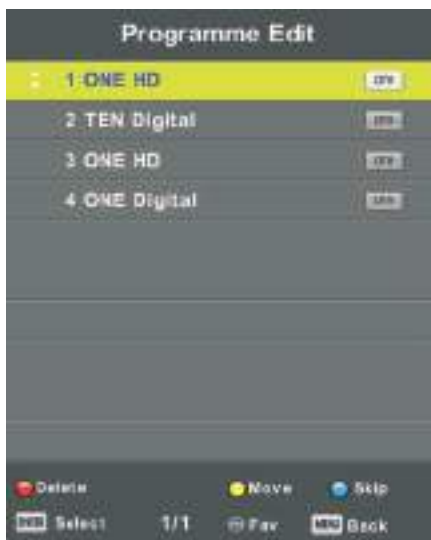 Programme Edit
1 ONE HD
2 TEN Digital
3 ONE HD
4 ONE Digital
Delete Move Skip
Select 1/1 Fav MENU Back